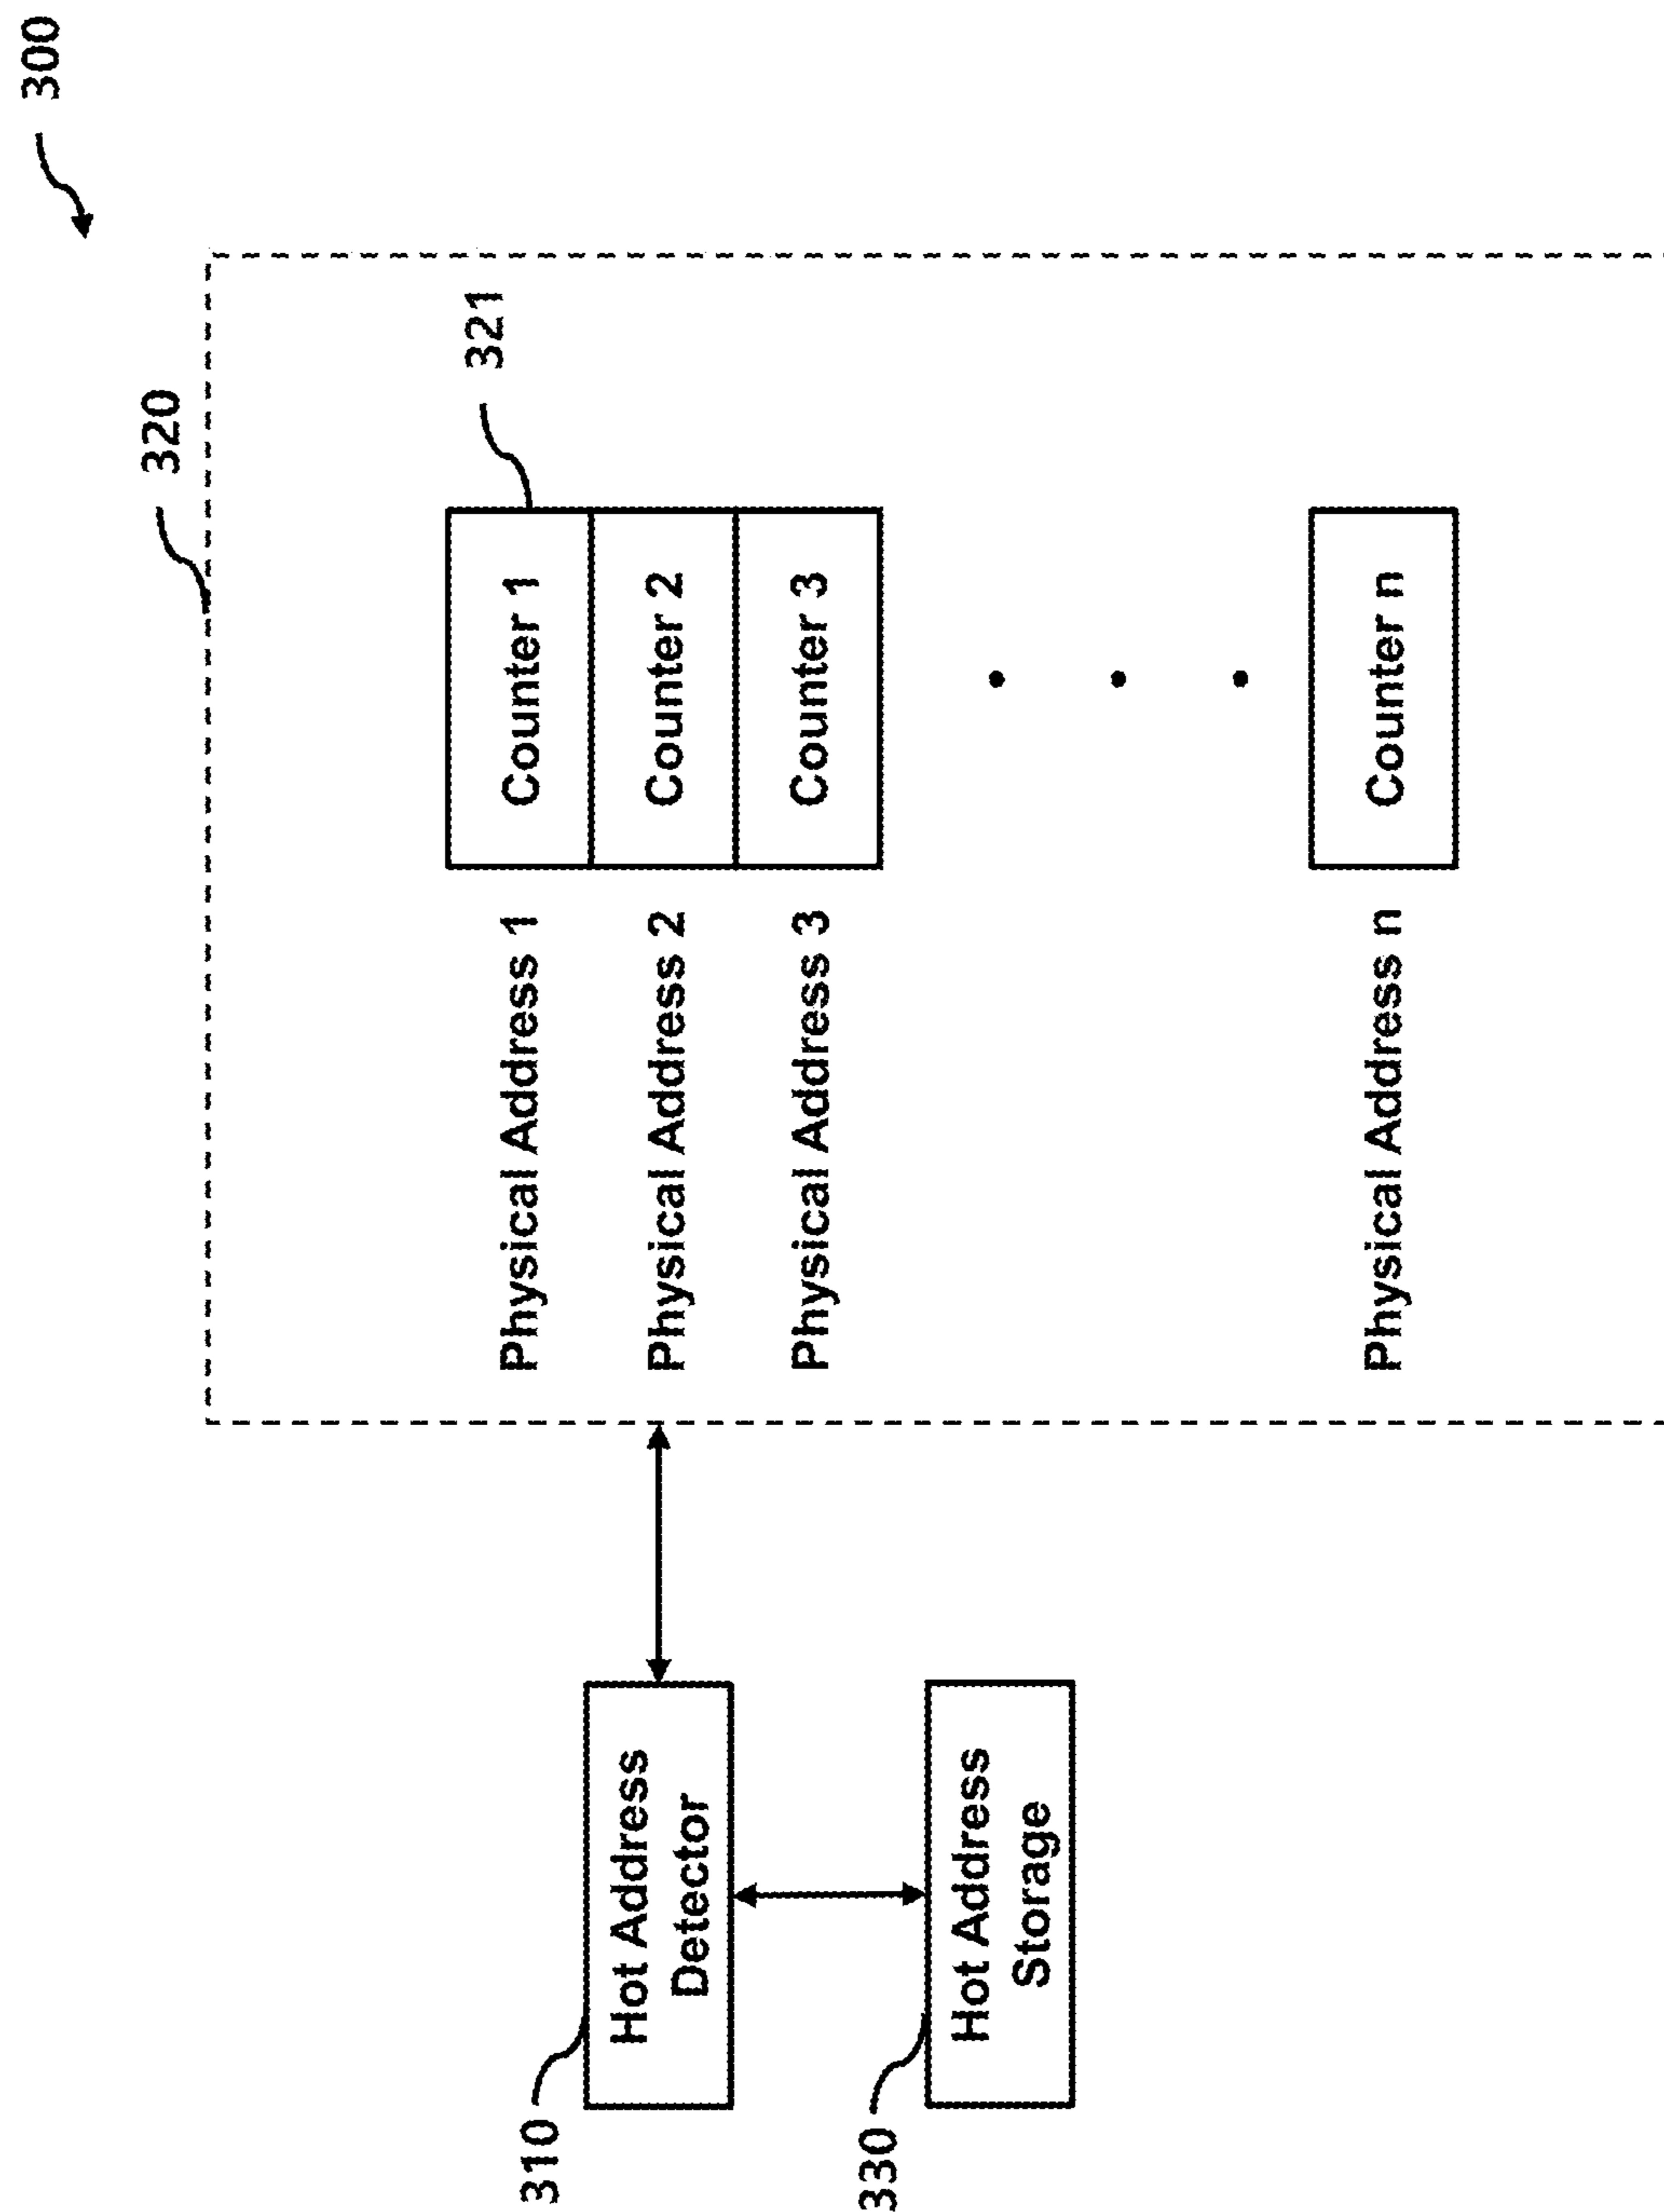 300
320
321
Physical Address 1 Counter 1
310
Hot Address
Detector
Physical Address 2 Counter 2
Physical Address 3 Counter 3
330
Hot Address
Storage
Physical Address n Counter n